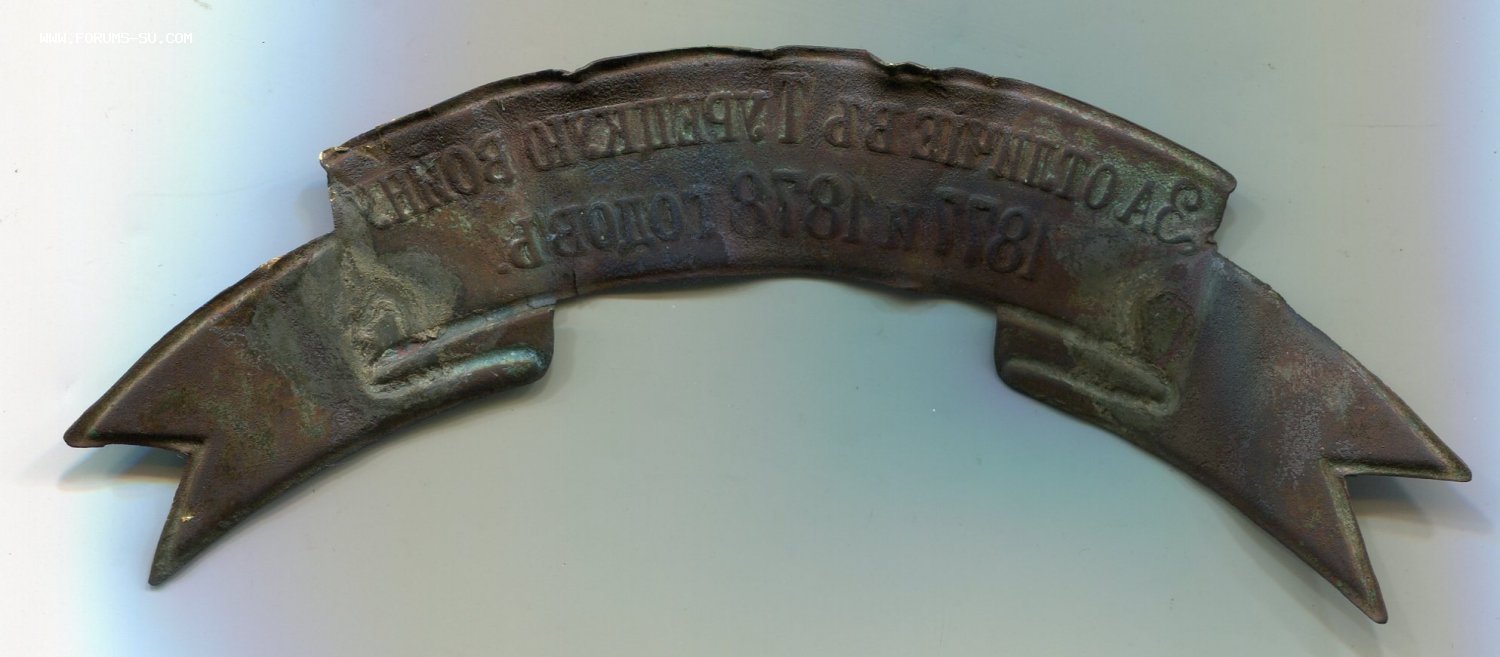 WWW.FORUMS-SU.COM
ЗА ОТЛИЧІЕ ВЪ ТУРЕЦКУЮ ВОЙНУ
1877 и 1878 ГОДОВЪ.